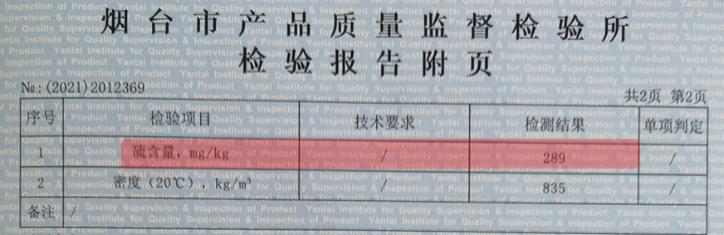 烟台市产品质量监督检验所
检验报告附页
№:(2021)2012369
共2页 第2页
序号 检验项目 技术要求 检测结果 单项判定
1 硫含量，mg/kg / 289 /
2 密度（20℃），kg/m³ / 835 /
备注 /